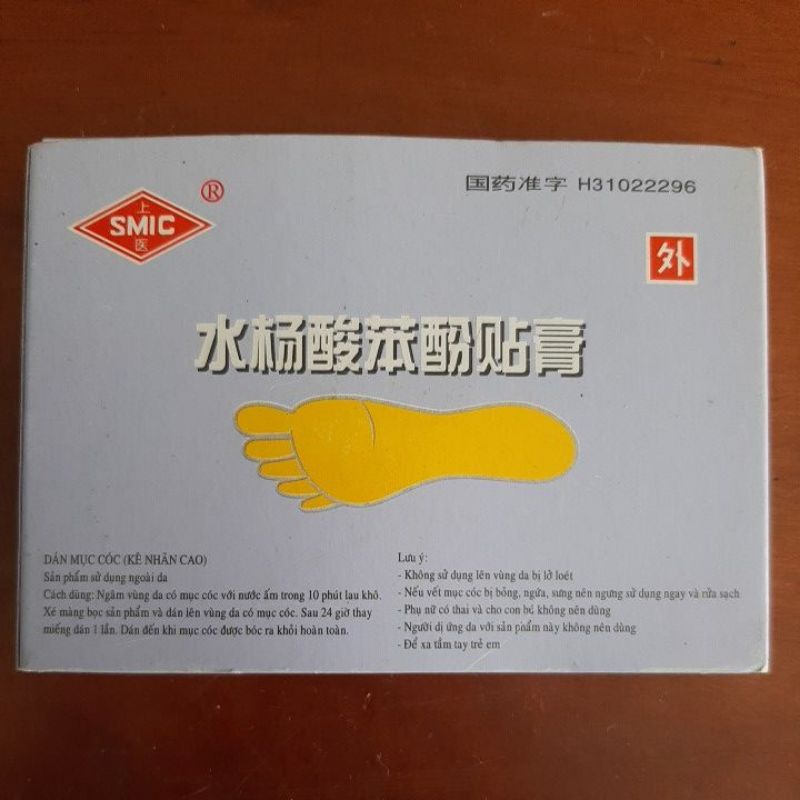 国药准字 H31022296
上
SMIC
医
®
外
水杨酸苯酚贴膏
DÁN MỤC CÓC (KÊ NHÃN CAO)
Sản phẩm sử dụng ngoài da
Cách dùng: Ngâm vùng da có mục cóc với nước ấm trong 10 phút lau khô.
Xé màng bọc sản phẩm và dán lên vùng da có mục cóc. Sau 24 giờ thay
miếng dán 1 lần. Dán đến khi mục cóc được bóc ra khỏi hoàn toàn.
Lưu ý:
- Không sử dụng lên vùng da bị lở loét
- Nếu vết mục cóc bị bỏng, ngứa, sưng nên ngưng sử dụng ngay và rửa sạch
- Phụ nữ có thai và cho con bé không nên dùng
- Người dị ứng da với sản phẩm này không nên dùng
- Để xa tầm tay trẻ em